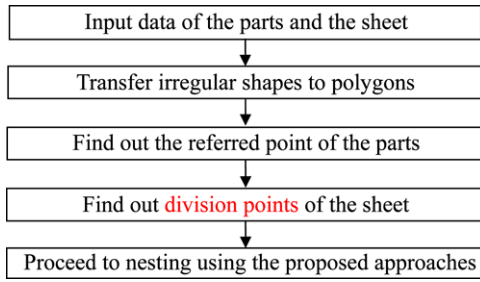 Input data of the parts and the sheet
Transfer irregular shapes to polygons
Find out the referred point of the parts
Find out division points of the sheet
Proceed to nesting using the proposed approaches